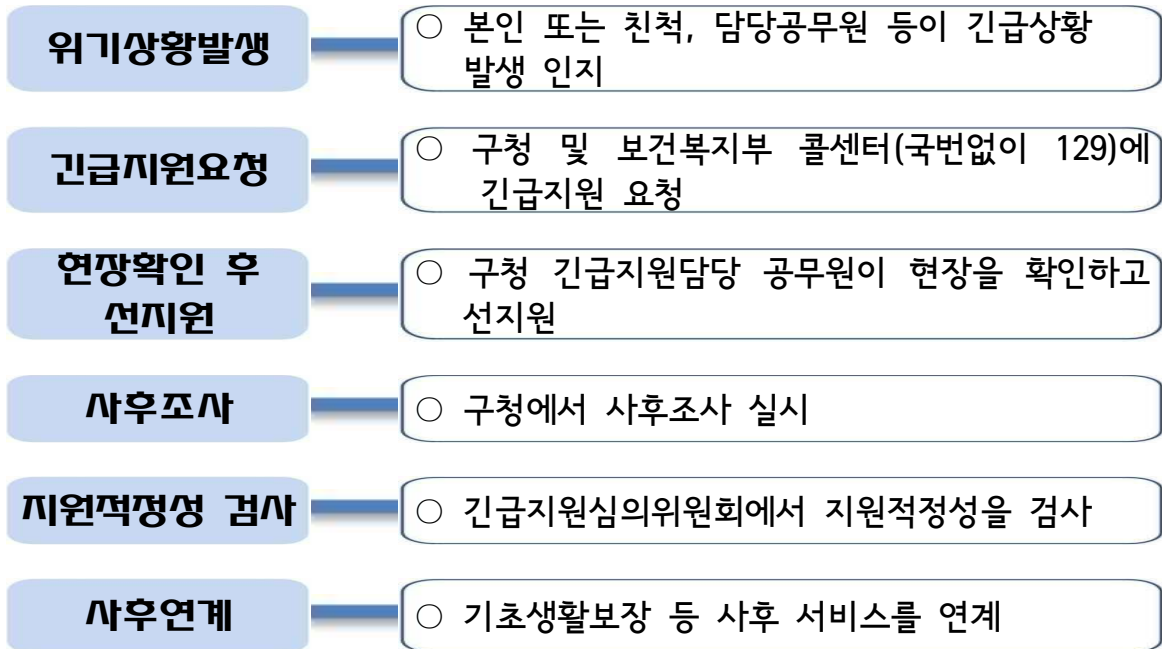 위기상황발생
○ 본인 또는 친척, 담당공무원 등이 긴급상황
발생 인지
긴급지원요청
○ 구청 및 보건복지부 콜센터(국번없이 129)에
긴급지원 요청
현장확인 후
선지원
○ 구청 긴급지원담당 공무원이 현장을 확인하고
선지원
사후조사
○ 구청에서 사후조사 실시
지원적정성 검사
○ 긴급지원심의위원회에서 지원적정성을 검사
사후연계
○ 기초생활보장 등 사후 서비스를 연계